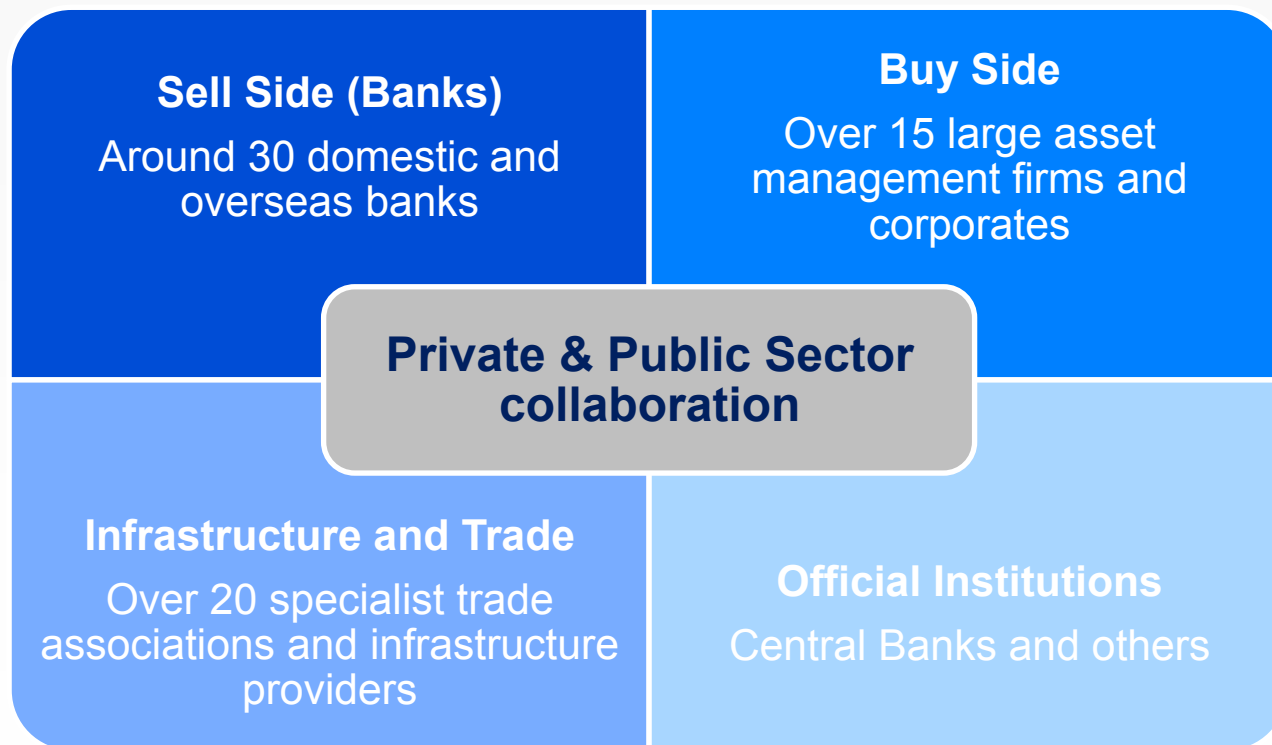 Sell Side (Banks)
Around 30 domestic and
overseas banks
Buy Side
Over 15 large asset
management firms and
corporates
Private & Public Sector
collaboration
Infrastructure and Trade
Over 20 specialist trade
associations and infrastructure
providers
Official Institutions
Central Banks and others